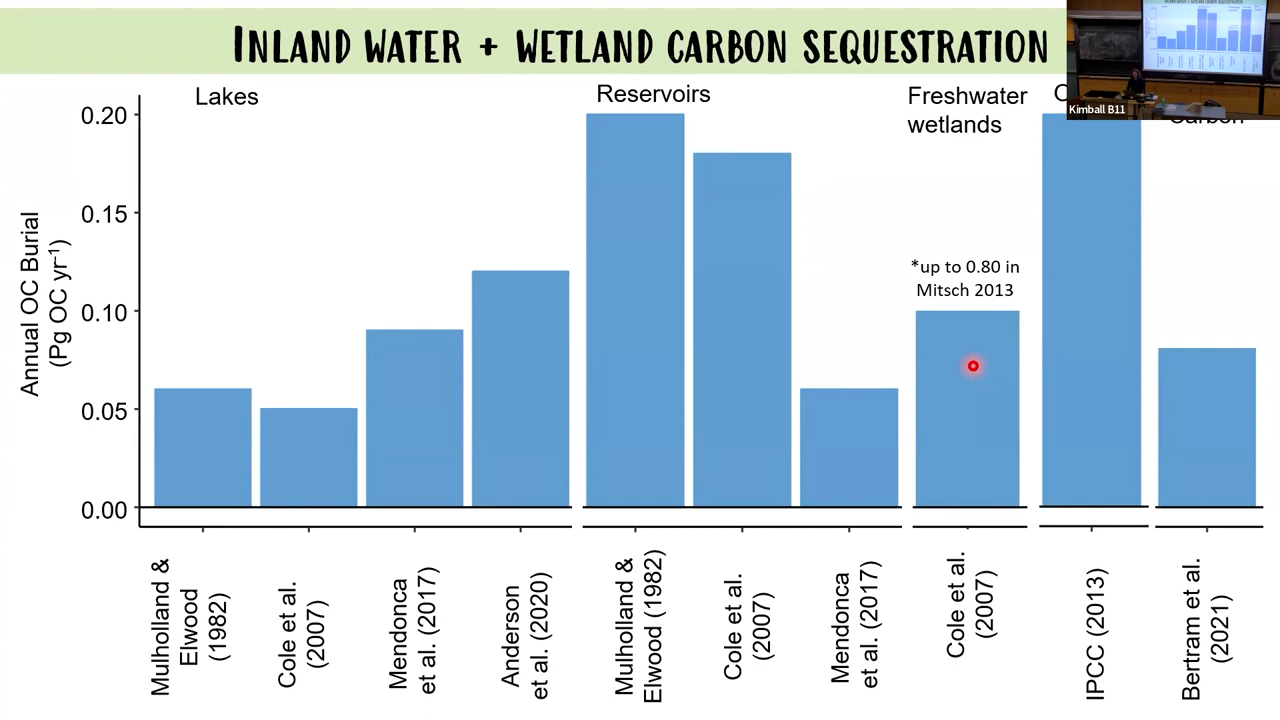 INLAND WATER + WETLAND CARBON SEQUESTRATION
Kimball B11
Lakes
Reservoirs
Freshwater
wetlands
Annual OC Burial
(Pg OC yr⁻¹)
0.20
0.15
0.10
0.05
0.00
*up to 0.80 in
Mitsch 2013
Mulholland &
Elwood
(1982)
Cole et al.
(2007)
Mendonca
et al. (2017)
Anderson
et al. (2020)
Mulholland &
Elwood (1982)
Cole et al.
(2007)
Mendonca
et al. (2017)
Cole et al.
(2007)
IPCC (2013)
Bertram et al.
(2021)